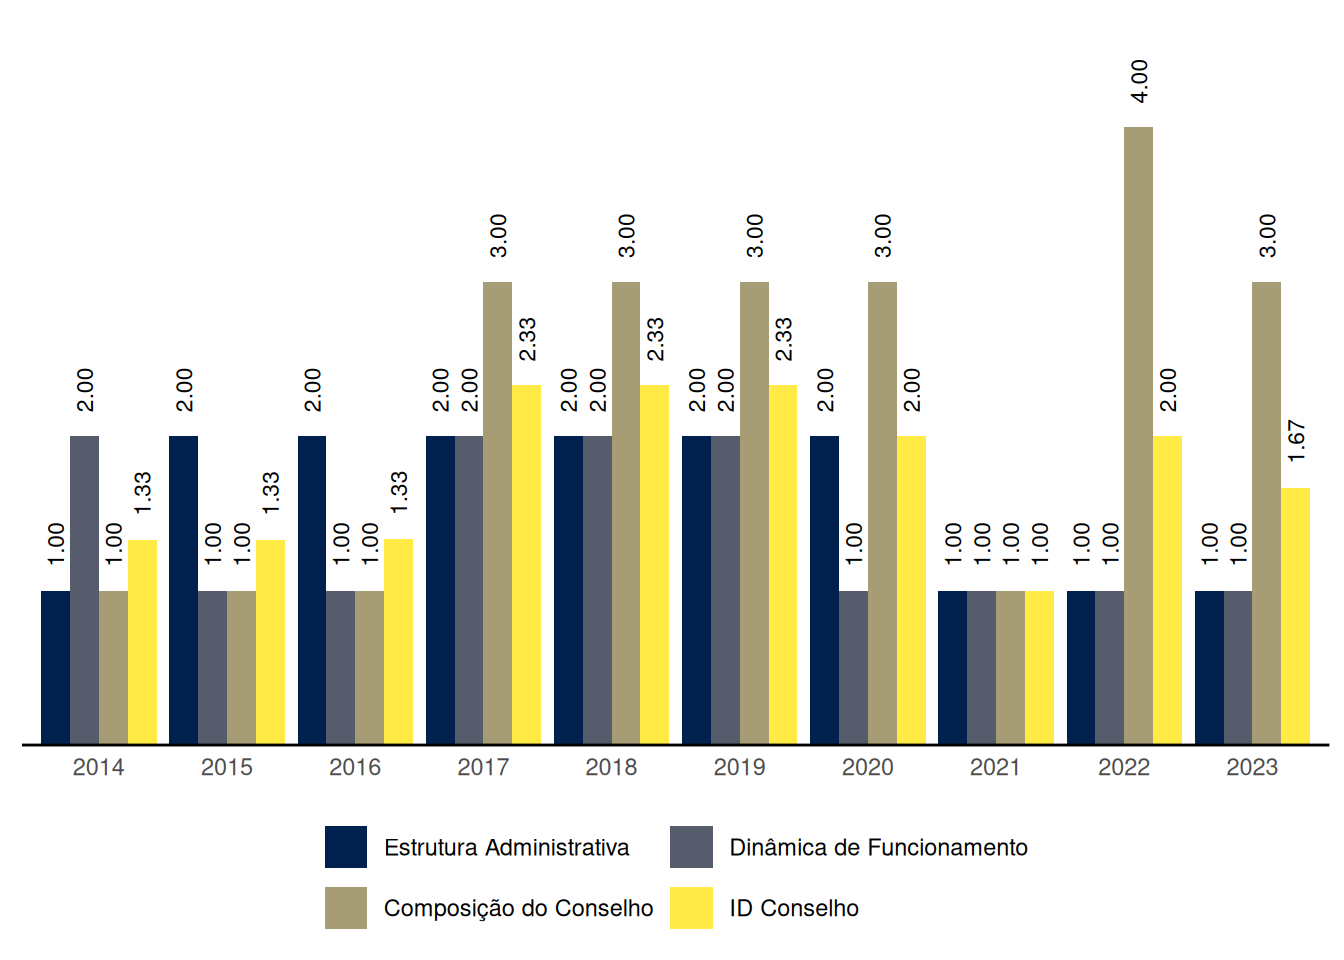 4.00
3.00 3.00 3.00 3.00 3.00
2.33 2.33 2.33
2.00 2.00 2.00 2.00 2.00 2.00 2.00 2.00 2.00 2.00 2.00 2.00
1.67
1.33 1.33 1.33
1.00 1.00 1.00 1.00 1.00 1.00 1.00 1.00 1.00 1.00 1.00 1.00 1.00 1.00 1.00
2014 2015 2016 2017 2018 2019 2020 2021 2022 2023
Estrutura Administrativa Dinâmica de Funcionamento
Composição do Conselho ID Conselho